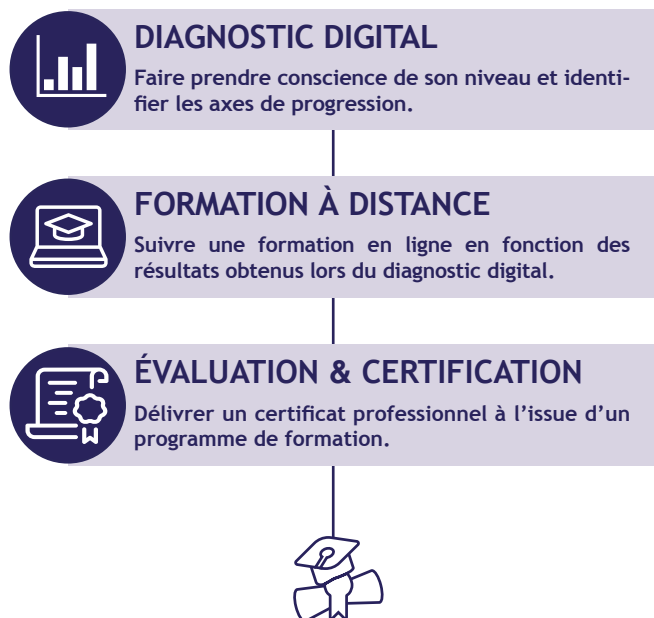 DIAGNOSTIC DIGITAL
Faire prendre conscience de son niveau et identi-
fier les axes de progression.
FORMATION À DISTANCE
Suivre une formation en ligne en fonction des
résultats obtenus lors du diagnostic digital.
ÉVALUATION & CERTIFICATION
Délivrer un certificat professionnel à l’issue d’un
programme de formation.